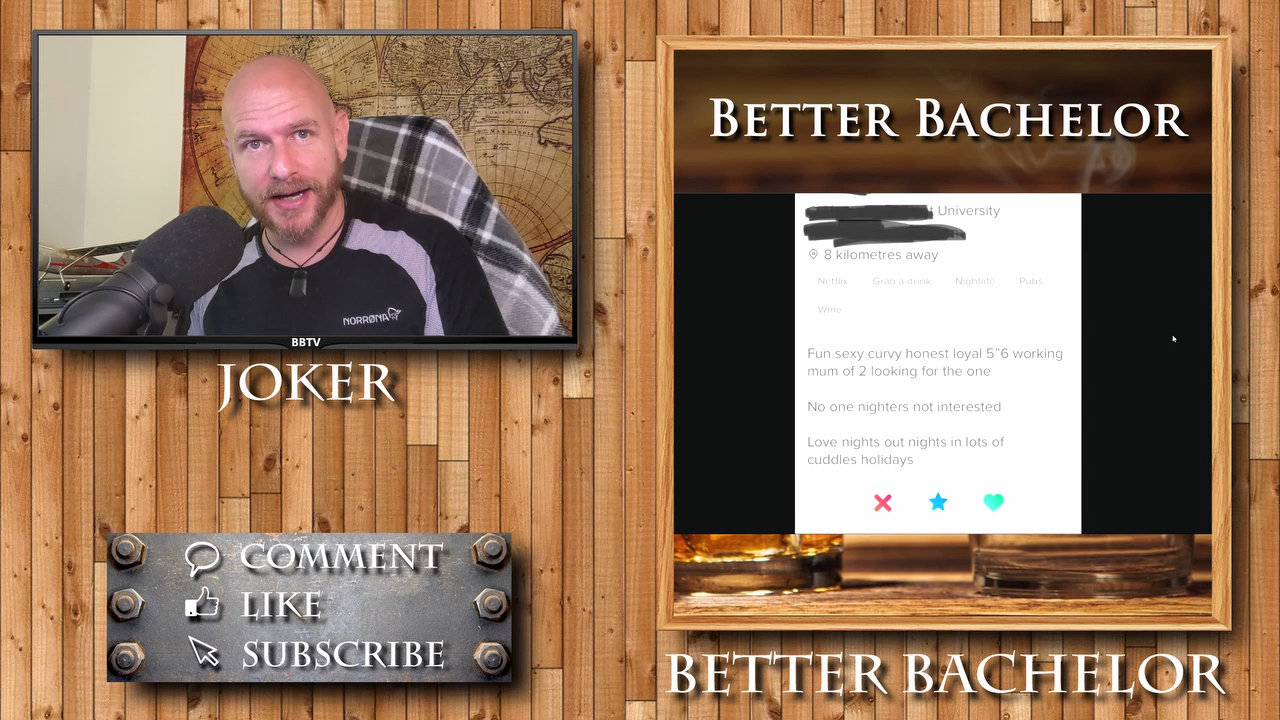 NORRØNA
BBTV
JOKER
COMMENT
LIKE
SUBSCRIBE
BETTER BACHELOR
University
8 kilometres away
Netflix Grab a drink Nightlife Pubs
Wine
Fun sexy curvy honest loyal 5"6 working
mum of 2 looking for the one
No one nighters not interested
Love nights out nights in lots of
cuddles holidays
BETTER BACHELOR